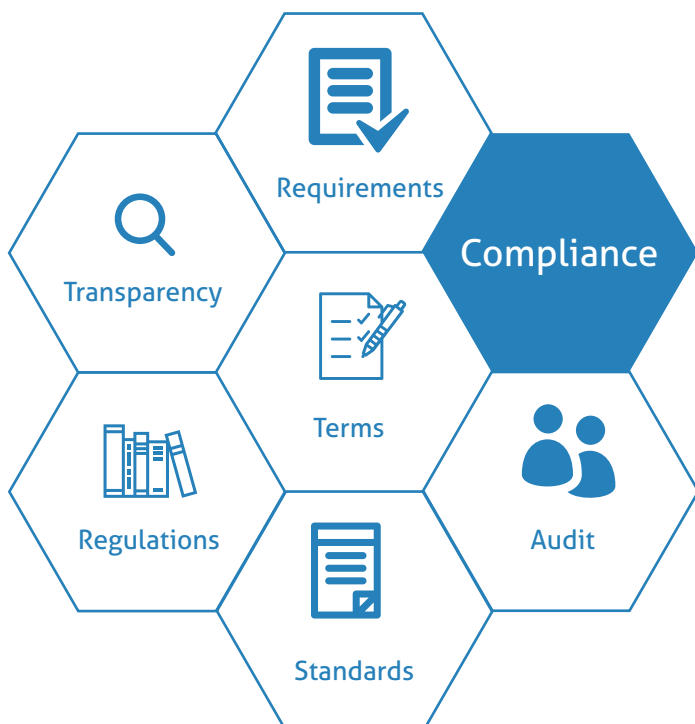 Requirements
Compliance
Transparency
Terms
Regulations
Audit
Standards